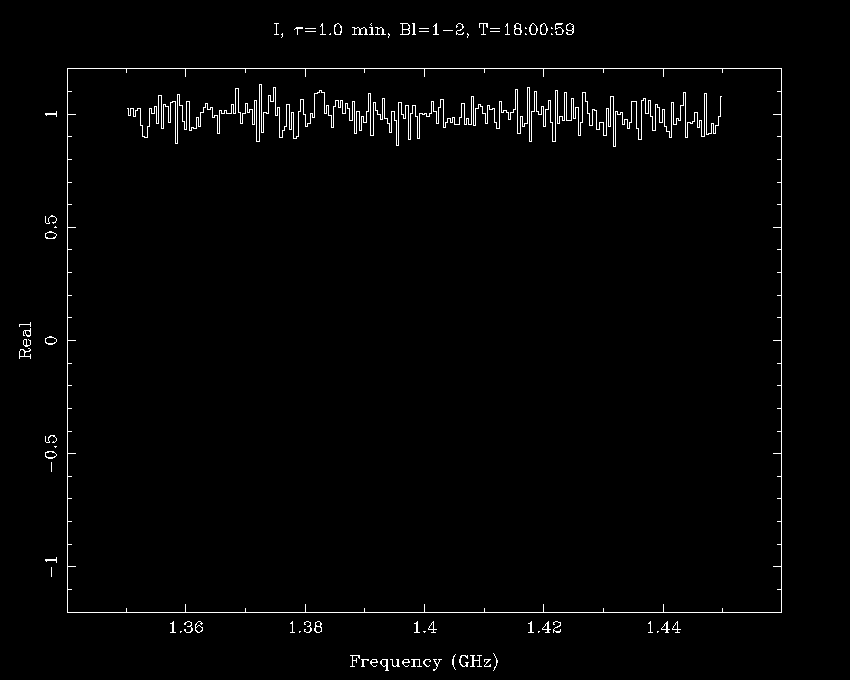 I, τ=1.0 min, Bl=1-2, T=18:00:59
1
0.5
0
-0.5
-1
Real
1.36 1.38 1.4 1.42 1.44
Frequency (GHz)